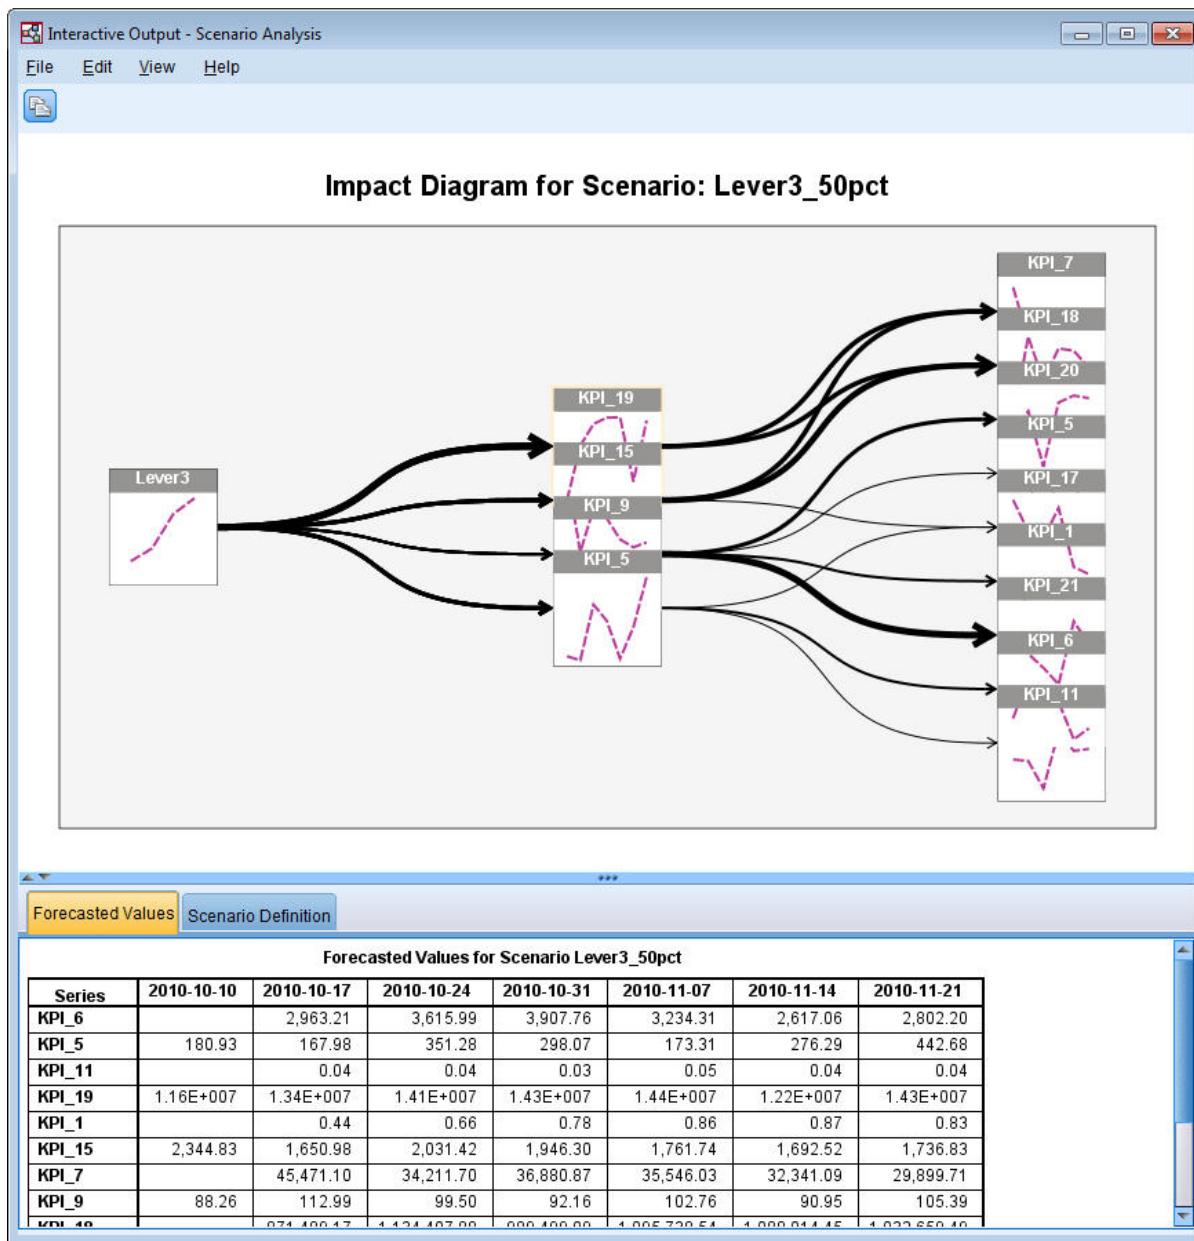 Interactive Output - Scenario Analysis
File Edit View Help
Impact Diagram for Scenario: Lever3_50pct
KPI_7
KPI_18
KPI_20
KPI_19
KPI_5
KPI_15
Lever3
KPI_17
KPI_9
KPI_1
KPI_5
KPI_21
KPI_6
KPI_11
Forecasted Values Scenario Definition
Forecasted Values for Scenario Lever3_50pct
Series 2010-10-10 2010-10-17 2010-10-24 2010-10-31 2010-11-07 2010-11-14 2010-11-21
KPI_6 2,963.21 3,615.99 3,907.76 3,234.31 2,617.06 2,802.20
KPI_5 180.93 167.98 351.28 298.07 173.31 276.29 442.68
KPI_11 0.04 0.04 0.03 0.05 0.04 0.04
KPI_19 1.16E+007 1.34E+007 1.41E+007 1.43E+007 1.44E+007 1.22E+007 1.43E+007
KPI_1 0.44 0.66 0.78 0.86 0.87 0.83
KPI_15 2,344.83 1,650.98 2,031.42 1,946.30 1,761.74 1,692.52 1,736.83
KPI_7 45,471.10 34,211.70 36,880.87 35,546.03 32,341.09 29,899.71
KPI_9 88.26 112.99 99.50 92.16 102.76 90.95 105.39
KPI_18